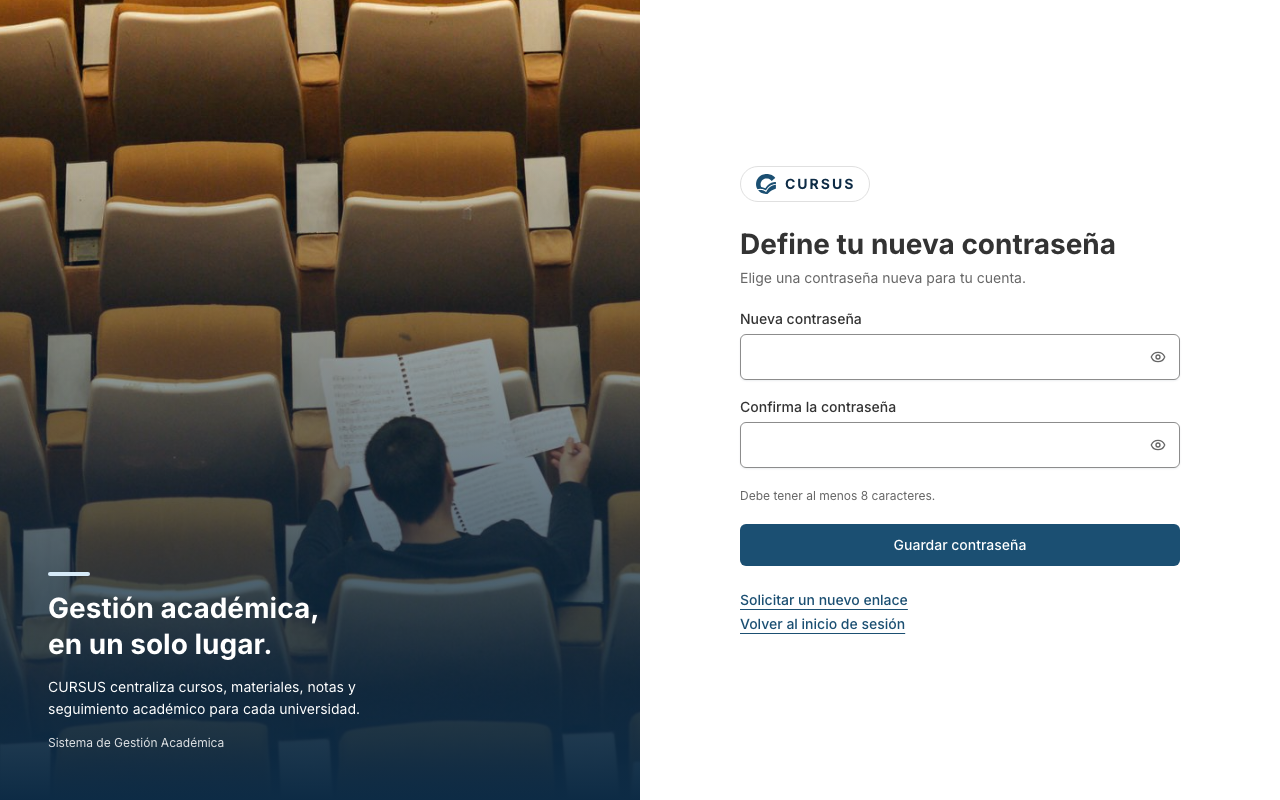 Gestión académica,
en un solo lugar.
CURSUS centraliza cursos, materiales, notas y
seguimiento académico para cada universidad.
Sistema de Gestión Académica
CURSUS
Define tu nueva contraseña
Elige una contraseña nueva para tu cuenta.
Nueva contraseña
Confirma la contraseña
Debe tener al menos 8 caracteres.
Guardar contraseña
Solicitar un nuevo enlace
Volver al inicio de sesión